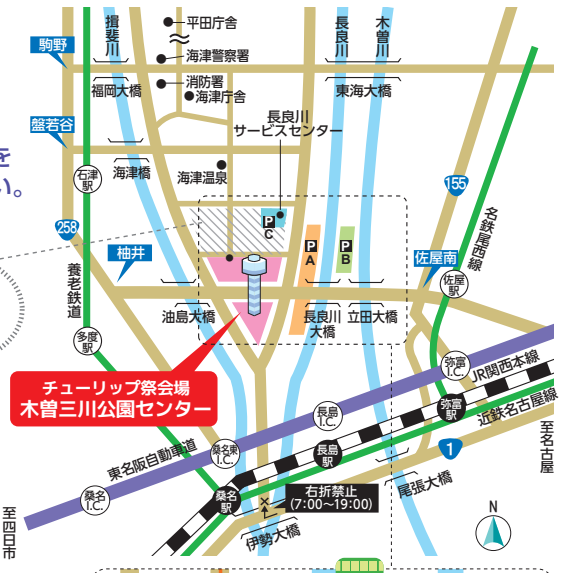 揖斐川
平田庁舎
長良川
木曽川
駒野
海津警察署
消防署
海津庁舎
福岡大橋
東海大橋
長良川
サービスセンター
盤若谷
を
い。
石津駅
海津橋
海津温泉
155
名鉄尾西線
258
P
C
P
A
P
B
柚井
佐屋南
佐屋駅
養老鉄道
油島大橋
長良川
大橋
立田大橋
多度駅
弥富
I.C.
JR関西本線
チューリップ祭会場
木曽三川公園センター
長島
I.C.
弥富駅
近鉄名古屋線
至名古屋
東名阪自動車道
桑名東
I.C.
長島駅
1
桑名
I.C.
桑名駅
右折禁止
(7:00~19:00)
尾張大橋
伊勢大橋
至四日市
N